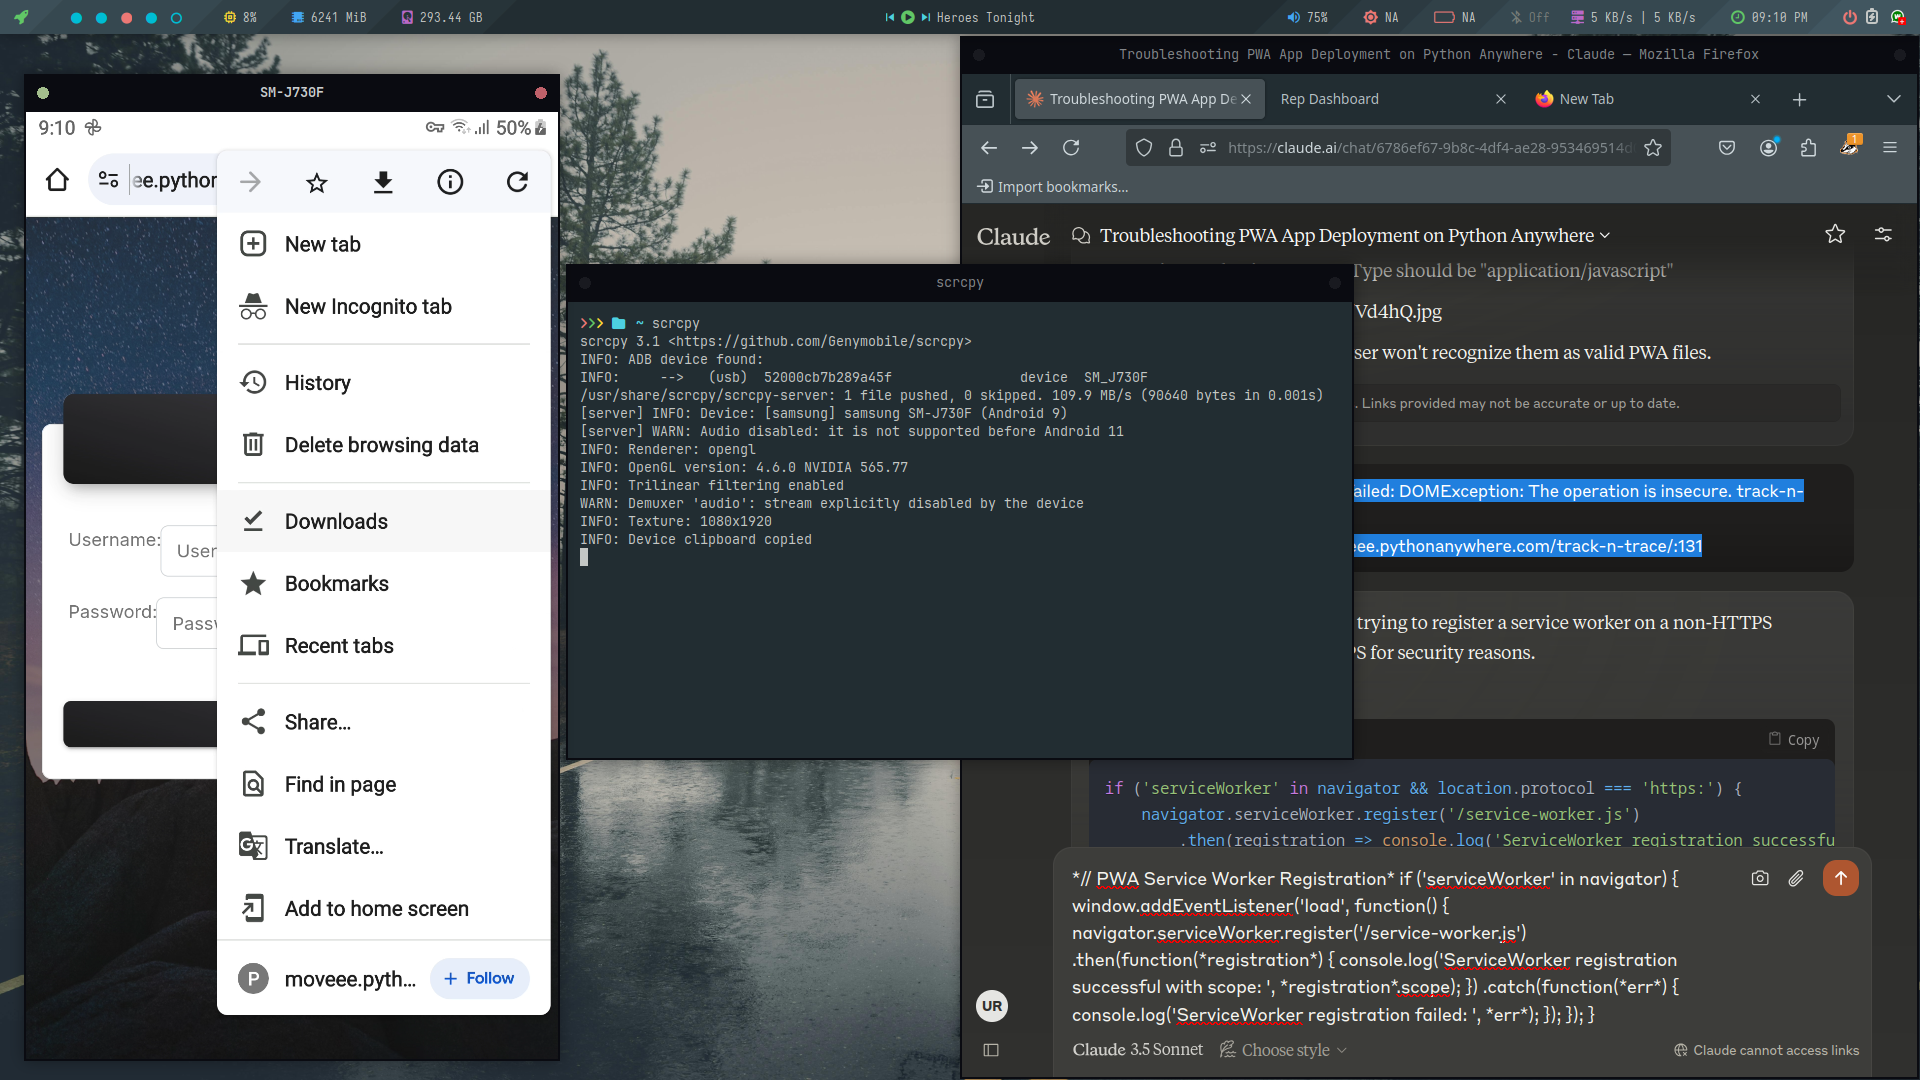 8%
6241 MiB
293.44 GB
Heroes Tonight
75%
NA
NA
Off
5 KB/s | 5 KB/s
09:10 PM
SM-J730F
9:10
50%
ee.python
New tab
New Incognito tab
History
Delete browsing data
Downloads
Bookmarks
Recent tabs
Share...
Find in page
Translate...
Add to home screen
P moveee.pyth... + Follow
Username:
User
Password:
Passw
scrcpy
>>> ~ scrcpy
scrcpy 3.1 <https://github.com/Genymobile/scrcpy>
INFO: ADB device found:
INFO:     -->   (usb)  52000cb7b289a45f                device  SM_J730F
/usr/share/scrcpy/scrcpy-server: 1 file pushed, 0 skipped. 109.9 MB/s (90640 bytes in 0.001s)
[server] INFO: Device: [samsung] samsung SM-J730F (Android 9)
[server] WARN: Audio disabled: it is not supported before Android 11
INFO: Renderer: opengl
INFO: OpenGL version: 4.6.0 NVIDIA 565.77
INFO: Trilinear filtering enabled
WARN: Demuxer 'audio': stream explicitly disabled by the device
INFO: Texture: 1080x1920
INFO: Device clipboard copied
Troubleshooting PWA App Deployment on Python Anywhere - Claude — Mozilla Firefox
Troubleshooting PWA App De
Rep Dashboard
New Tab
https://claude.ai/chat/6786ef67-9b8c-4df4-ae28-953469514d
1
Import bookmarks...
Claude
Troubleshooting PWA App Deployment on Python Anywhere
Type should be "application/javascript"
Vd4hQ.jpg
ser won't recognize them as valid PWA files.
. Links provided may not be accurate or up to date.
ailed: DOMException: The operation is insecure. track-n-
eee.pythonanywhere.com/track-n-trace/:131
trying to register a service worker on a non-HTTPS
PS for security reasons.
Copy
if ('serviceWorker' in navigator && location.protocol === 'https:') {
navigator.serviceWorker.register('/service-worker.js')
.then(registration => console.log('ServiceWorker registration successfu
*// PWA Service Worker Registration* if ('serviceWorker' in navigator) {
window.addEventListener('load', function() {
navigator.serviceWorker.register('/service-worker.js')
.then(function(*registration*) { console.log('ServiceWorker registration
successful with scope: ', *registration*.scope); }) .catch(function(*err*) {
console.log('ServiceWorker registration failed: ', *err*); }); }); }
UR
Claude 3.5 Sonnet
Choose style
Claude cannot access links